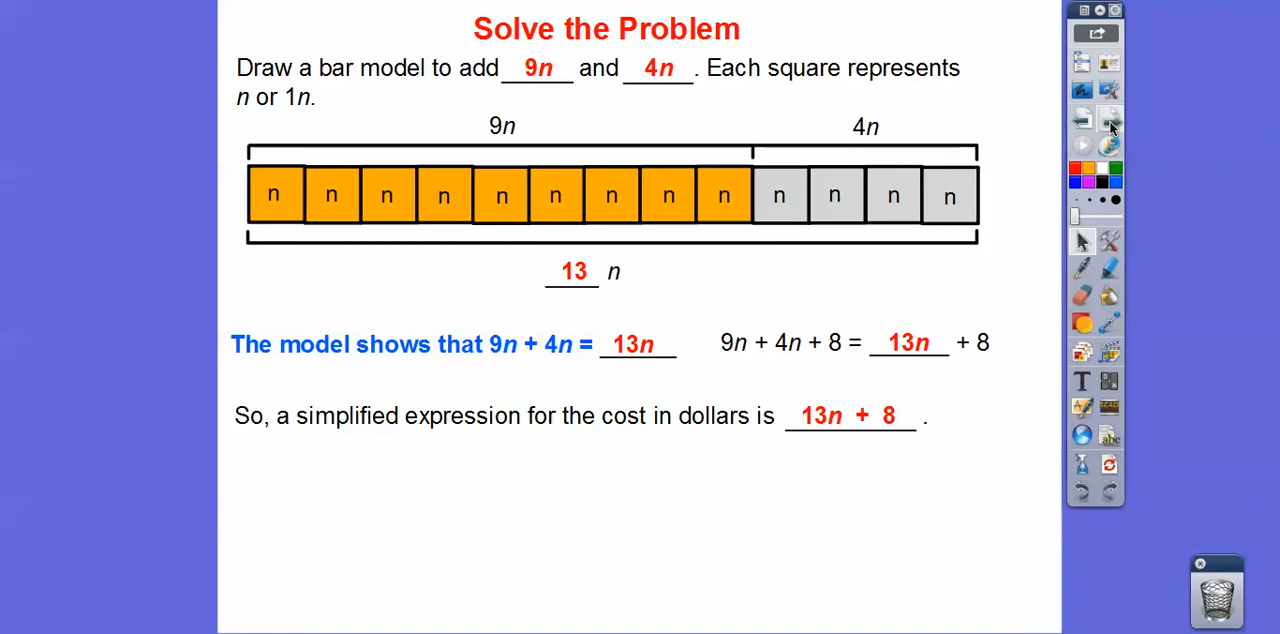 Solve the Problem
Draw a bar model to add 9n and 4n. Each square represents
n or 1n.
9n 4n
n n n n n n n n n n n n n
13 n
The model shows that 9n + 4n = 13n 9n + 4n + 8 = 13n + 8
So, a simplified expression for the cost in dollars is 13n + 8.